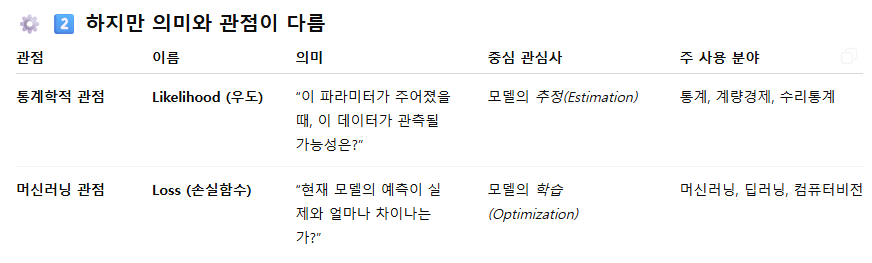 ⚙️ 2️⃣ 하지만 의미와 관점이 다름
관점 이름 의미 중심 관심사 주 사용 분야
통계학적 관점 Likelihood (우도) “이 파라미터가 주어졌을 모델의 추정(Estimation) 통계, 계량경제, 수리통계
때, 이 데이터가 관측될
가능성은?”
머신러닝 관점 Loss (손실함수) “현재 모델의 예측이 실 모델의 학습 머신러닝, 딥러닝, 컴퓨터비전
제와 얼마나 차이나는 (Optimization)
가?”